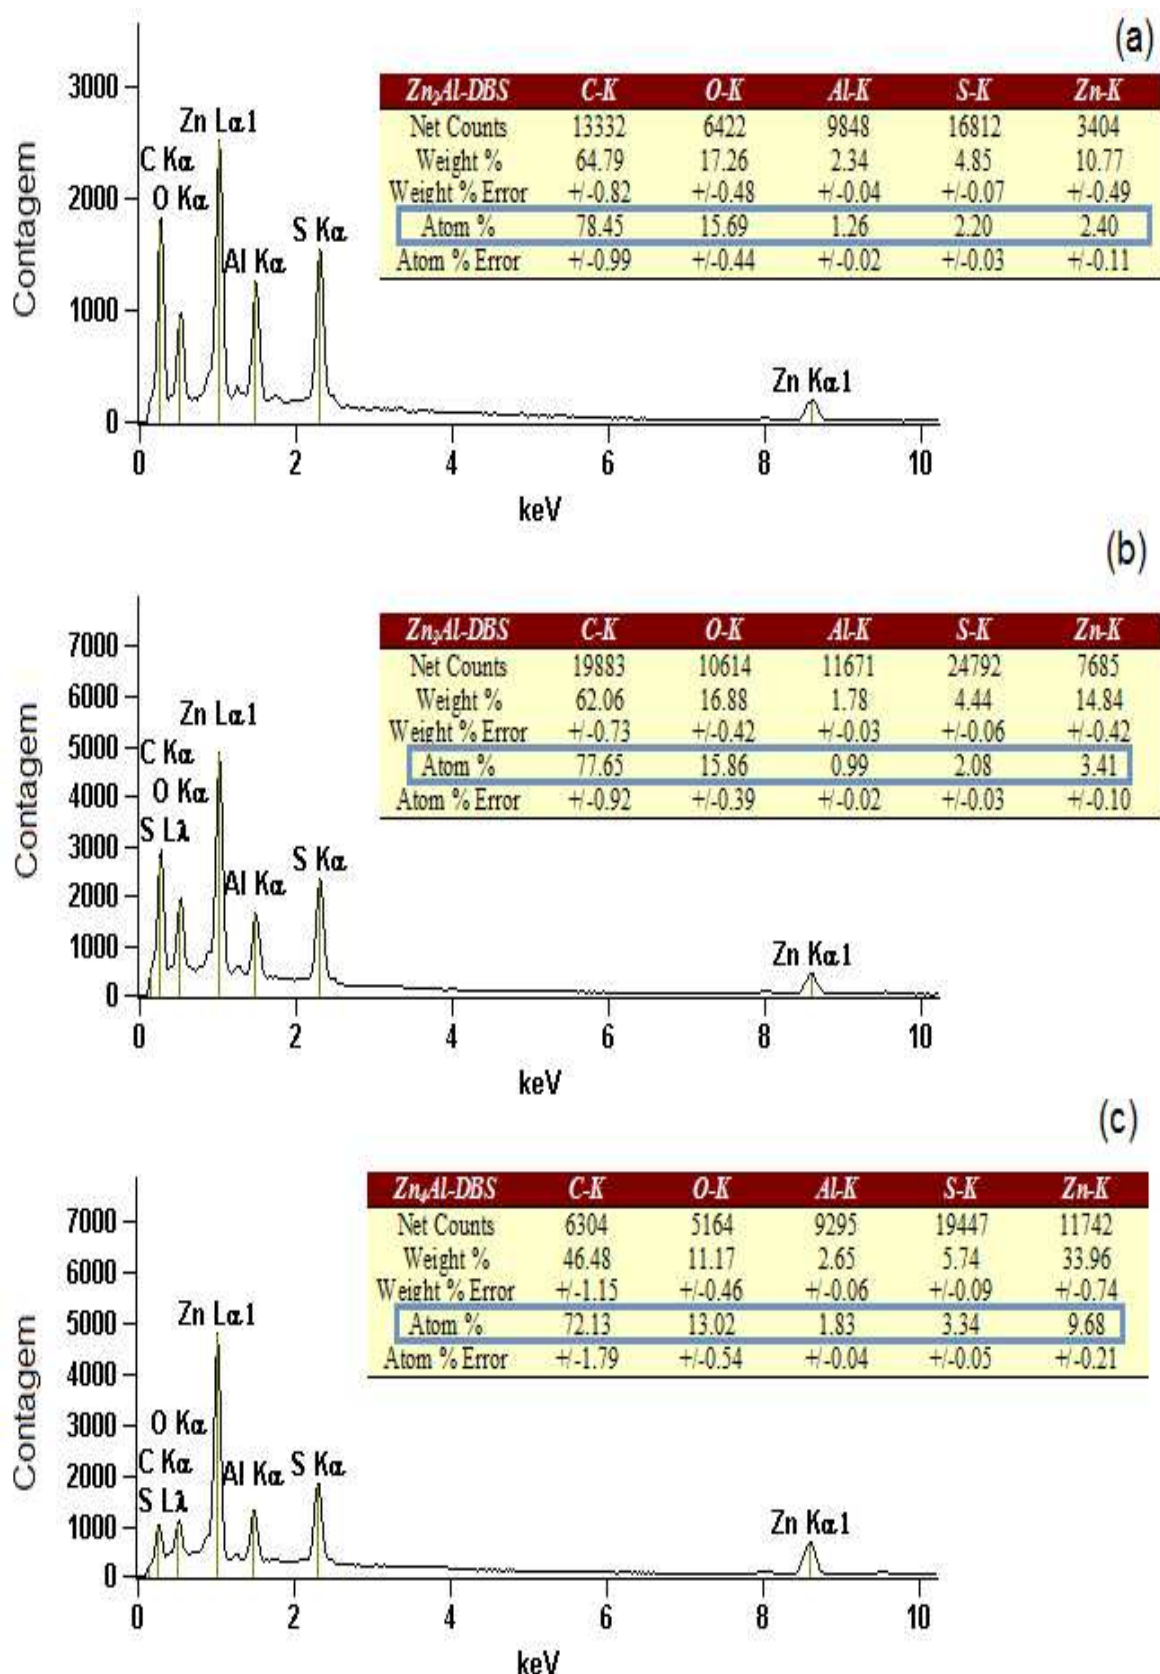 (a)
Contagem
3000
2000
1000
0
Zn Lα1
C Kα
O Kα
Al Kα
S Kα
Zn Kα1
0 2 4 6 8 10
keV
Zn₂Al-DBS C-K O-K Al-K S-K Zn-K
Net Counts 13332 6422 9848 16812 3404
Weight % 64.79 17.26 2.34 4.85 10.77
Weight % Error +/-0.82 +/-0.48 +/-0.04 +/-0.07 +/-0.49
Atom % 78.45 15.69 1.26 2.20 2.40
Atom % Error +/-0.99 +/-0.44 +/-0.02 +/-0.03 +/-0.11
(b)
Contagem
7000
6000
5000
4000
3000
2000
1000
0
Zn Lα1
C Kα
O Kα
S Lλ
Al Kα
S Kα
Zn Kα1
0 2 4 6 8 10
keV
Zn₃Al-DBS C-K O-K Al-K S-K Zn-K
Net Counts 19883 10614 11671 24792 7685
Weight % 62.06 16.88 1.78 4.44 14.84
Weight % Error +/-0.73 +/-0.42 +/-0.03 +/-0.06 +/-0.42
Atom % 77.65 15.86 0.99 2.08 3.41
Atom % Error +/-0.92 +/-0.39 +/-0.02 +/-0.03 +/-0.10
(c)
Contagem
7000
6000
5000
4000
3000
2000
1000
0
Zn Lα1
O Kα
C Kα
S Lλ
Al Kα
S Kα
Zn Kα1
0 2 4 6 8 10
keV
Zn₄Al-DBS C-K O-K Al-K S-K Zn-K
Net Counts 6304 5164 9295 19447 11742
Weight % 46.48 11.17 2.65 5.74 33.96
Weight % Error +/-1.15 +/-0.46 +/-0.06 +/-0.09 +/-0.74
Atom % 72.13 13.02 1.83 3.34 9.68
Atom % Error +/-1.79 +/-0.54 +/-0.04 +/-0.05 +/-0.21